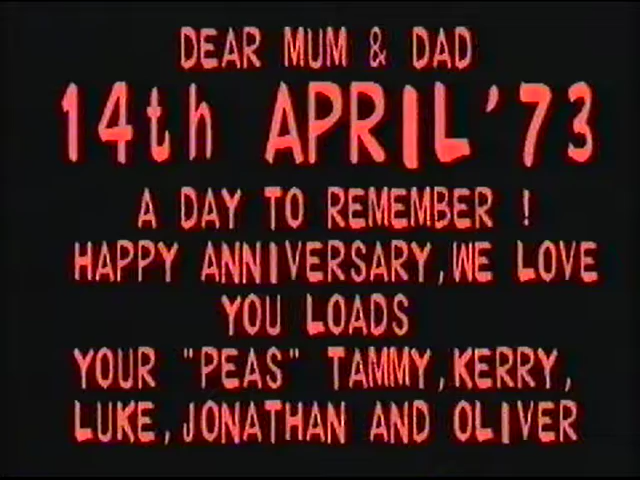 DEAR MUM & DAD
14th APRIL '73
A DAY TO REMEMBER !
HAPPY ANNIVERSARY,WE LOVE
YOU LOADS
YOUR "PEAS" TAMMY,KERRY,
LUKE,JONATHAN AND OLIVER